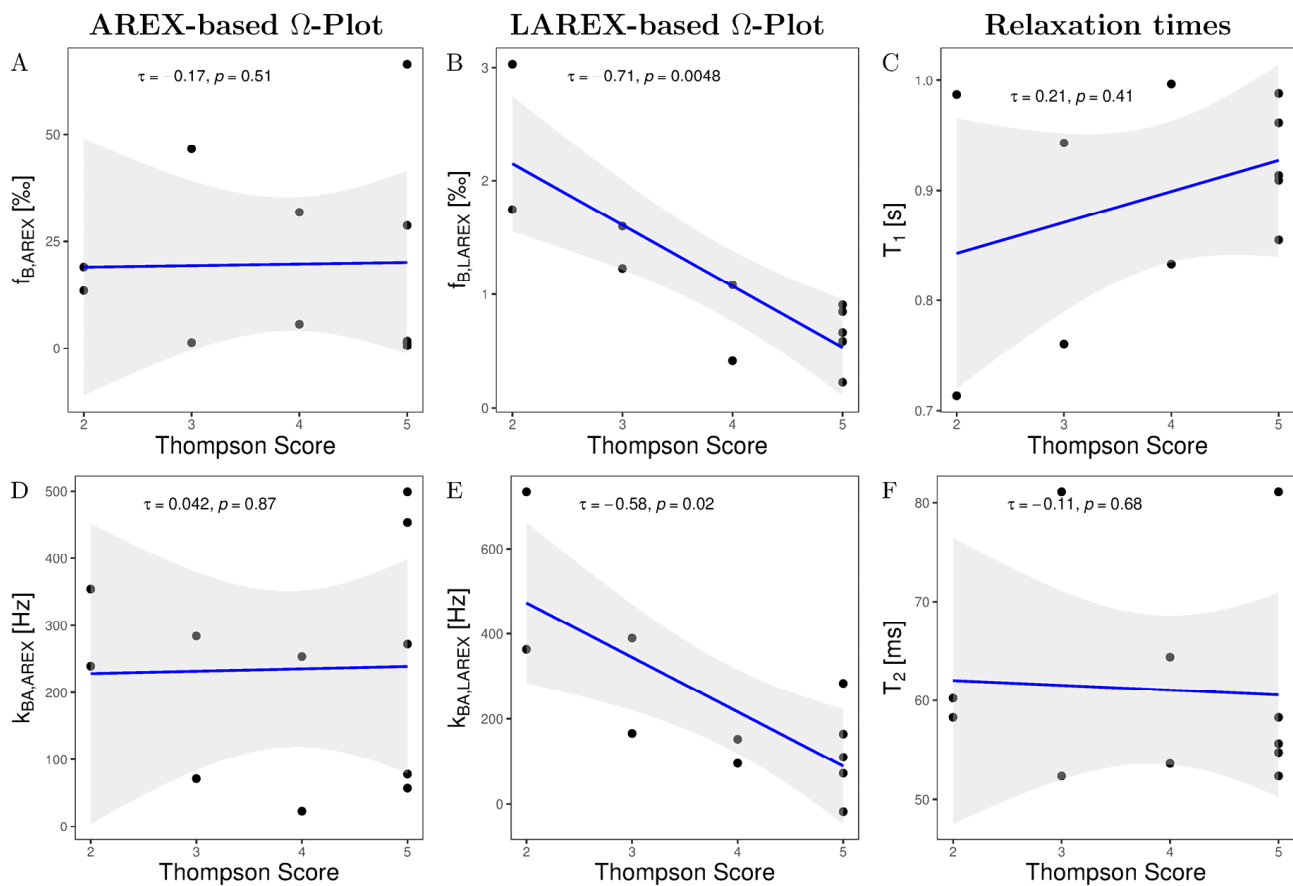 AREX-based Ω-Plot
LAREX-based Ω-Plot
Relaxation times
A
τ = −0.17, p = 0.51
f_B,AREX [‰]
50
25
0
2 3 4 5
Thompson Score
B
τ = −0.71, p = 0.0048
f_B,LAREX [‰]
3
2
1
0
2 3 4 5
Thompson Score
C
τ = 0.21, p = 0.41
T_1 [s]
1.0
0.9
0.8
0.7
2 3 4 5
Thompson Score
D
τ = 0.042, p = 0.87
k_BA,AREX [Hz]
500
400
300
200
100
0
2 3 4 5
Thompson Score
E
τ = −0.58, p = 0.02
k_BA,LAREX [Hz]
600
400
200
0
2 3 4 5
Thompson Score
F
τ = −0.11, p = 0.68
T_2 [ms]
80
70
60
50
2 3 4 5
Thompson Score